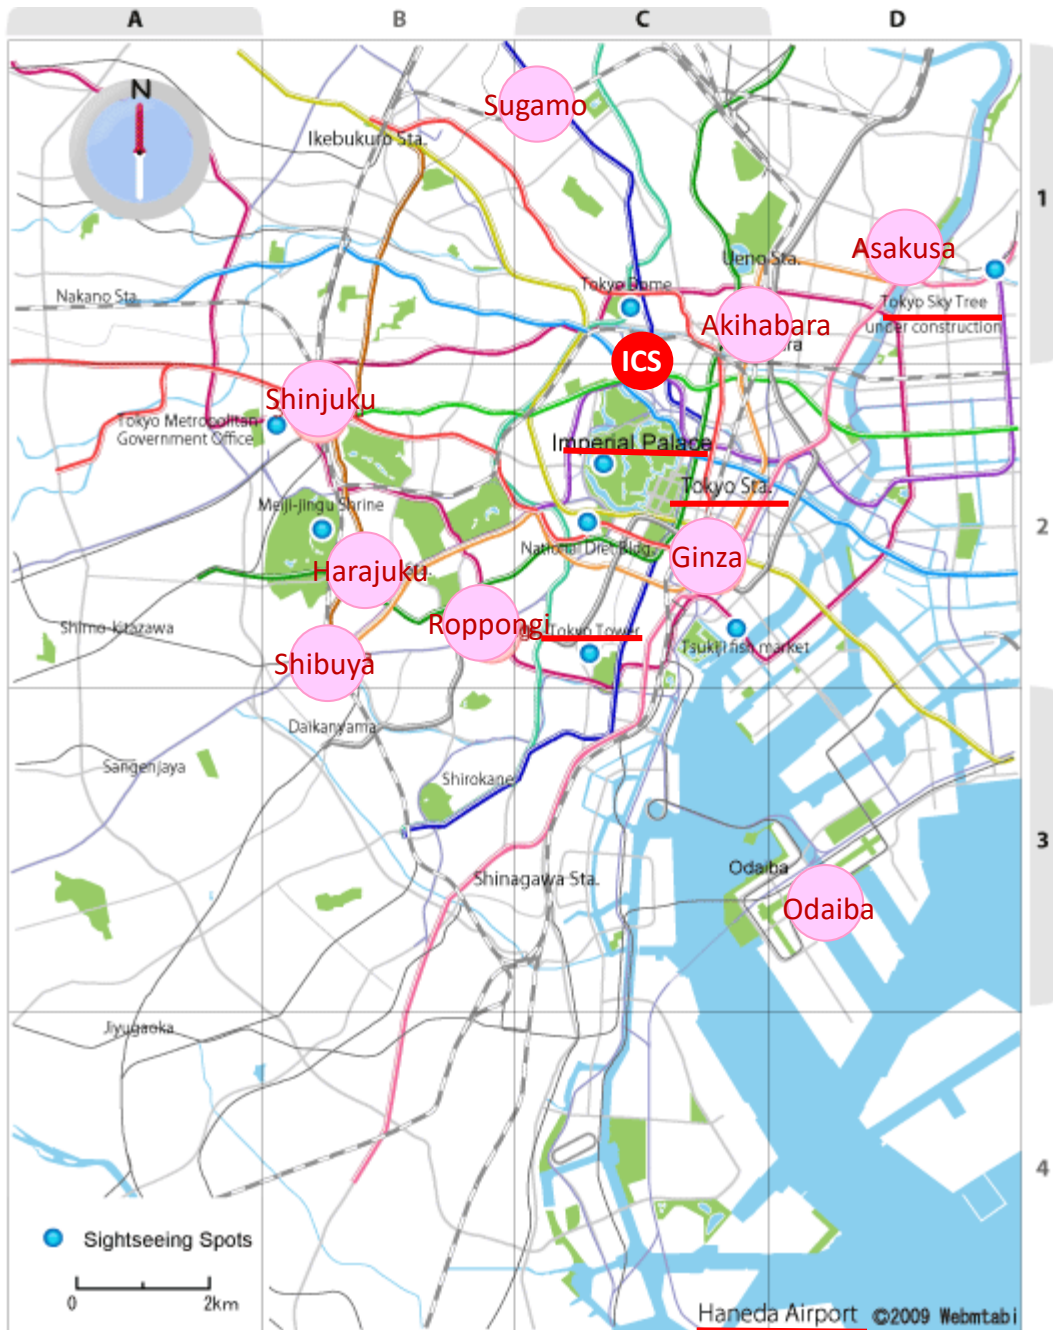 A
B
C
D
N
Sugamo
Ikebukuro Sta.
1
Asakusa
Ueno Sta.
Tokyo Dome
Nakano Sta.
Tokyo Sky Tree
under construction
Akihabara
ICS
Shinjuku
Tokyo Metropolitan
Government Office
Imperial Palace
Tokyo Sta.
Meiji-Jingu Shrine
2
National Diet Bldg.
Ginza
Harajuku
Roppongi
Tokyo Tower
Shimo-kitazawa
Tsukiji fish market
Shibuya
Daikanyama
Sangenjaya
Shirokane
3
Odaiba
Shinagawa Sta.
Odaiba
Jiyugaoka
4
Sightseeing Spots
0
2km
Haneda Airport
©2009 Webmtabi